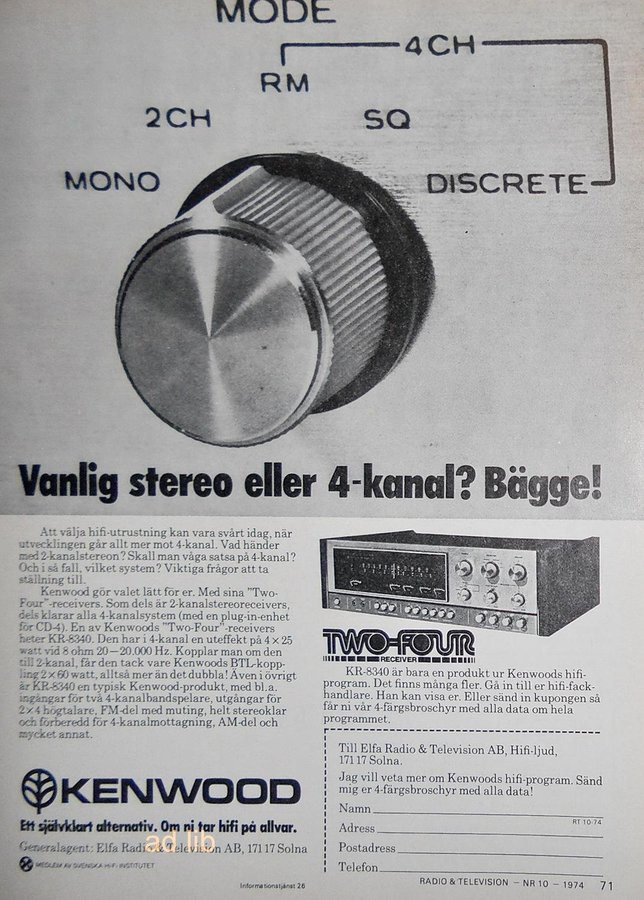 MODE
4CH
RM
2CH
SQ
MONO
DISCRETE
Vanlig stereo eller 4-kanal? Bägge!
Att välja hifi-utrustning kan vara svårt idag, när
utvecklingen går allt mer mot 4-kanal. Vad händer
med 2-kanalstereon? Skall man våga satsa på 4-kanal?
Och i så fall, vilket system? Viktiga frågor att ta
ställning till.
Kenwood gör valet lätt för er. Med sina "Two-
Four"-receivers. Som dels är 2-kanalstereoreceivers,
dels klarar alla 4-kanalsystem (med en plug-in-enhet
för CD-4). En av Kenwoods "Two-Four"-receivers
heter KR-8340. Den har i 4-kanal en uteffekt på 4 × 25
watt vid 8 ohm 20–20.000 Hz. Kopplar man om den
till 2-kanal, får den tack vare Kenwoods BTL-kopp-
ling 2 × 60 watt, alltså mer än det dubbla! Även i övrigt
är KR-8340 en typisk Kenwood-produkt, med bl.a.
ingångar för två 4-kanalbandspelare, utgångar för
2 × 4 högtalare, FM-del med muting, helt stereoklar
och förberedd för 4-kanalmottagning, AM-del och
mycket annat.
KENWOOD
Ett självklart alternativ. Om ni tar hifi på allvar.
Generalagent: Elfa Radio & Television AB, 171 17 Solna
MEDLEM AV SVENSKA HI-FI INSTITUTET
ad lib
TWO-FOUR
RECEIVER
KR-8340 är bara en produkt ur Kenwoods hifi-
program. Det finns många fler. Gå in till er hifi-fack-
handlare. Han kan visa er. Eller sänd in kupongen så
får ni vår 4-färgsbroschyr med alla data om hela
programmet.
Till Elfa Radio & Television AB, Hifi-ljud,
171 17 Solna.
Jag vill veta mer om Kenwoods hifi-program. Sänd
mig er 4-färgsbroschyr med alla data!
Namn
RT 10-74
Adress
Postadress
Telefon
Informationstjänst 26
RADIO & TELEVISION – NR 10 – 1974 71